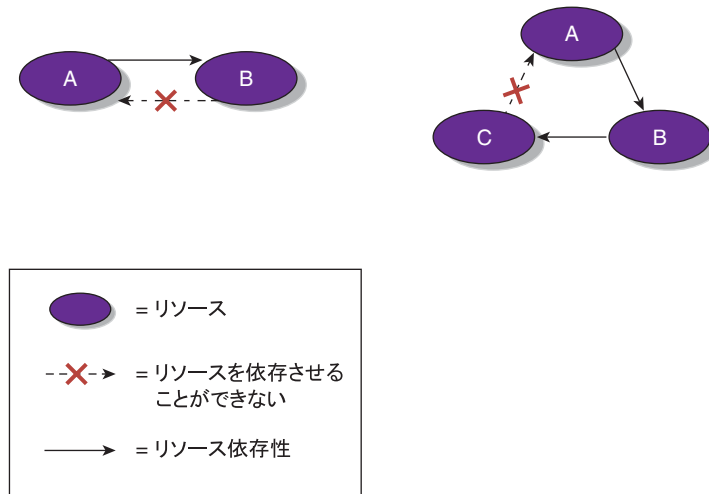 A
B
A
C
B
= リソース
= リソースを依存させる
ことができない
= リソース依存性